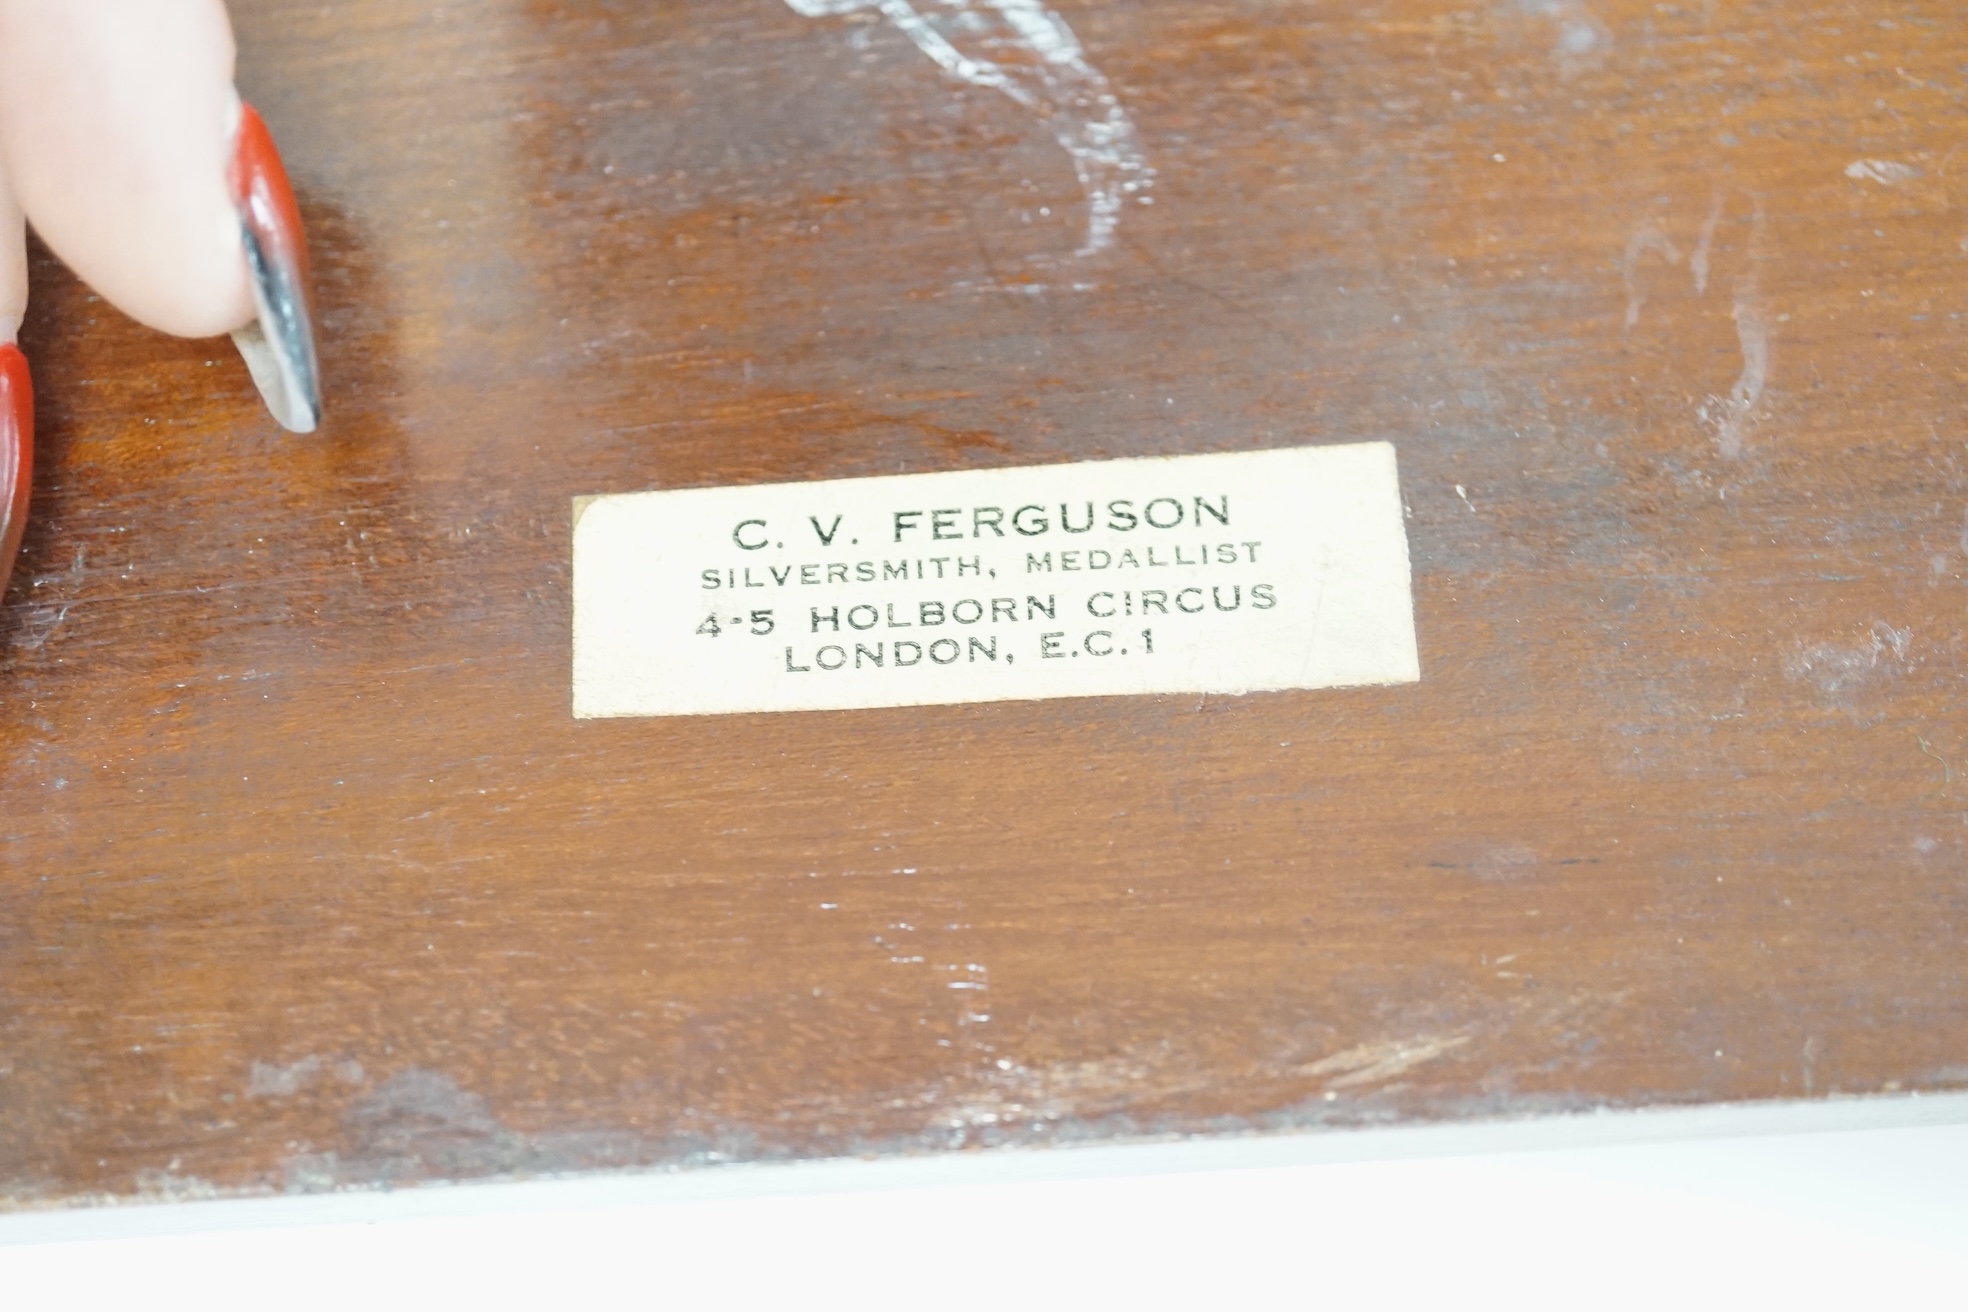 C. V. FERGUSON
SILVERSMITH, MEDALLIST
4-5 HOLBORN CIRCUS
LONDON, E.C.1